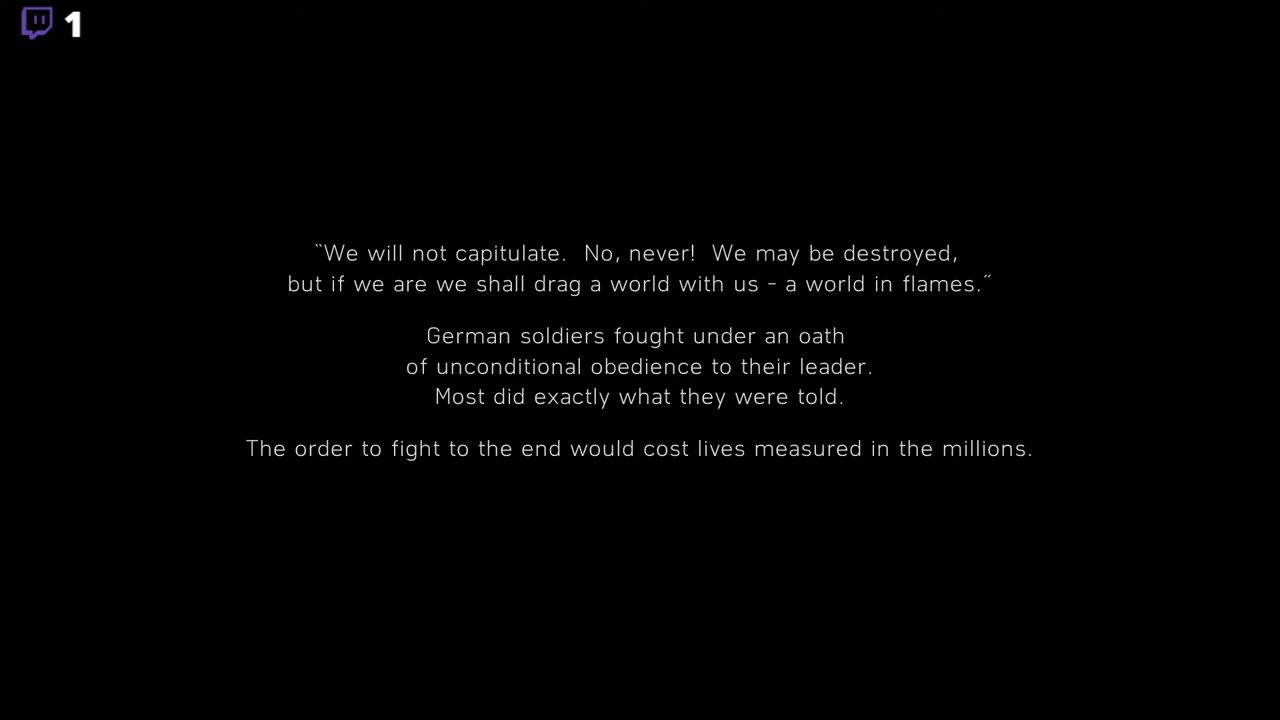 1
“We will not capitulate. No, never! We may be destroyed,
but if we are we shall drag a world with us - a world in flames.”
German soldiers fought under an oath
of unconditional obedience to their leader.
Most did exactly what they were told.
The order to fight to the end would cost lives measured in the millions.